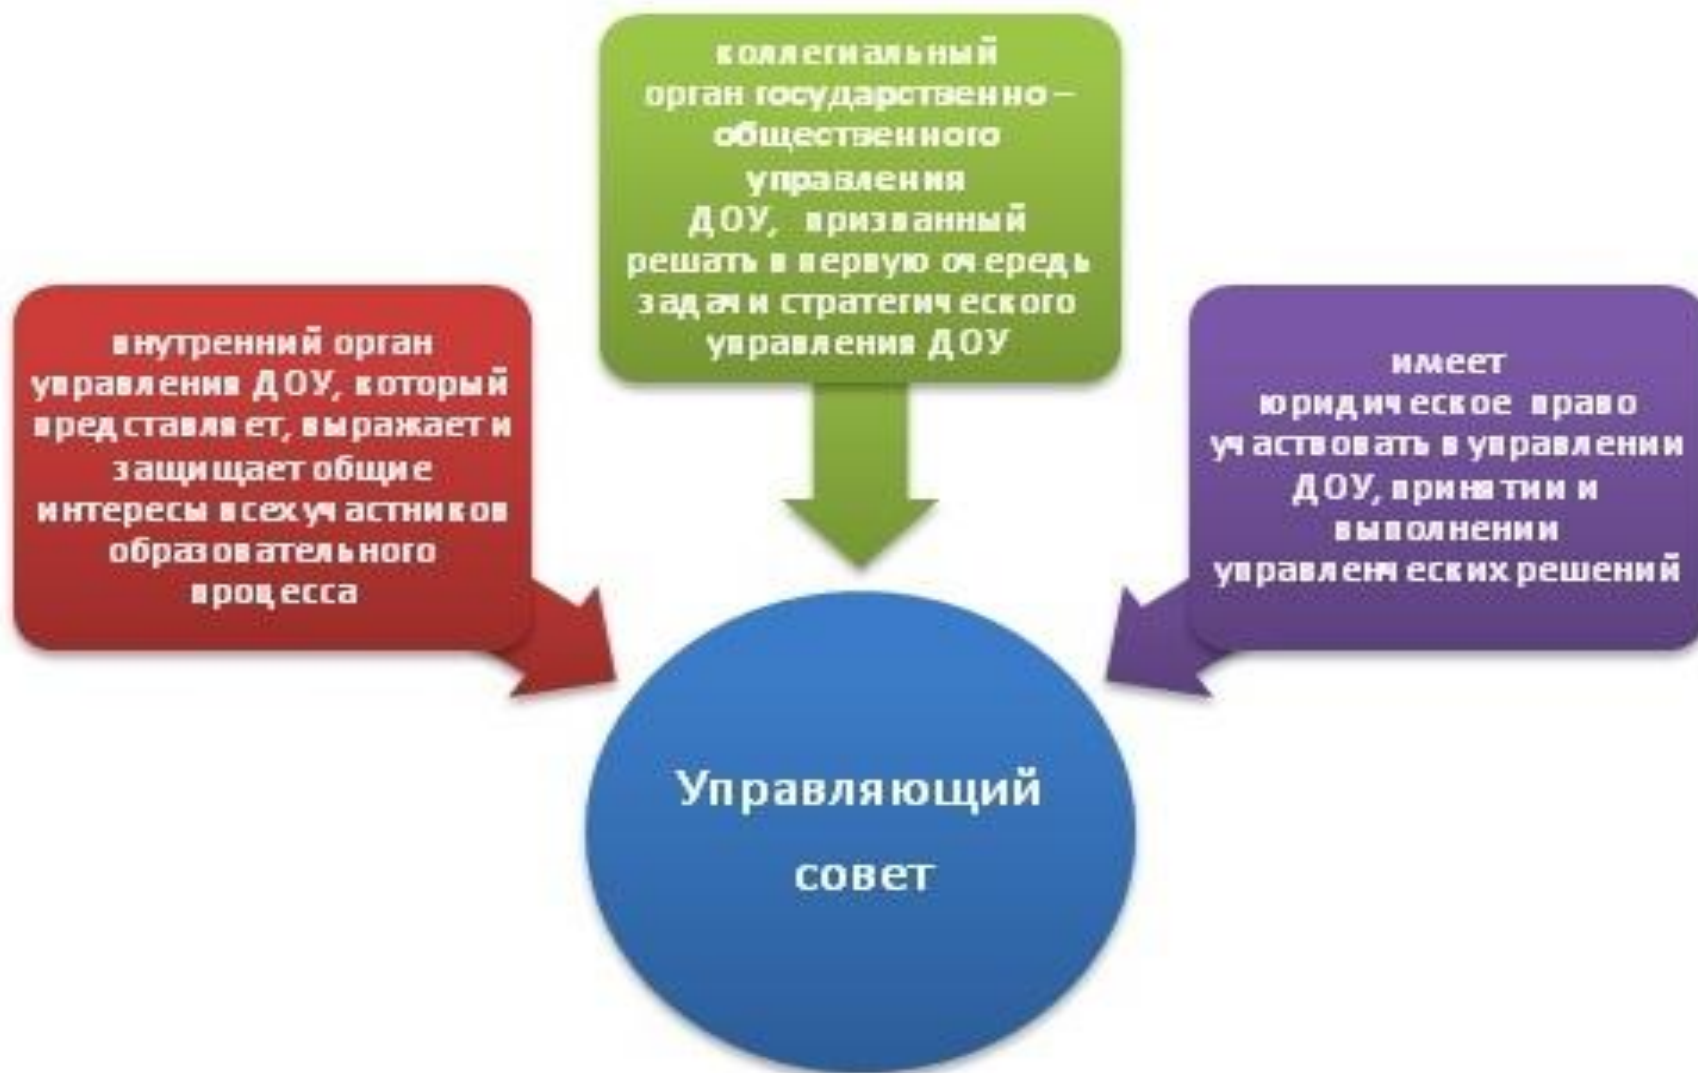 коллегиальный
орган государственно –
общественного
управления
ДОУ, призванный
решать в первую очередь
задачи стратегического
управления ДОУ
внутренний орган
управления ДОУ, который
представляет, выражает и
защищает общие
интересы всех участников
образовательного
процесса
имеет
юридическое право
участвовать в управлении
ДОУ, принятии и
выполнении
управленческих решений
Управляющий
совет